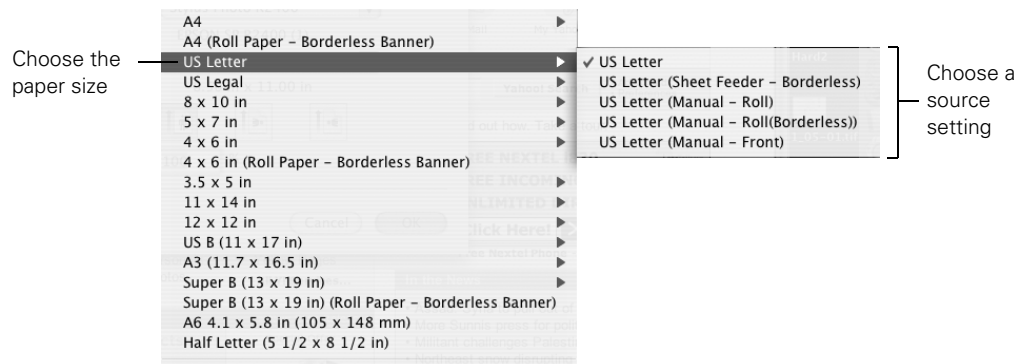 Choose the
paper size
A4
A4 (Roll Paper – Borderless Banner)
US Letter
US Legal
8 x 10 in
5 x 7 in
4 x 6 in
4 x 6 in (Roll Paper – Borderless Banner)
3.5 x 5 in
11 x 14 in
12 x 12 in
US B (11 x 17 in)
A3 (11.7 x 16.5 in)
Super B (13 x 19 in)
Super B (13 x 19 in) (Roll Paper – Borderless Banner)
A6 4.1 x 5.8 in (105 x 148 mm)
Half Letter (5 1/2 x 8 1/2 in)
✓ US Letter
US Letter (Sheet Feeder – Borderless)
US Letter (Manual – Roll)
US Letter (Manual – Roll(Borderless))
US Letter (Manual – Front)
Choose a
source
setting
Cancel
OK